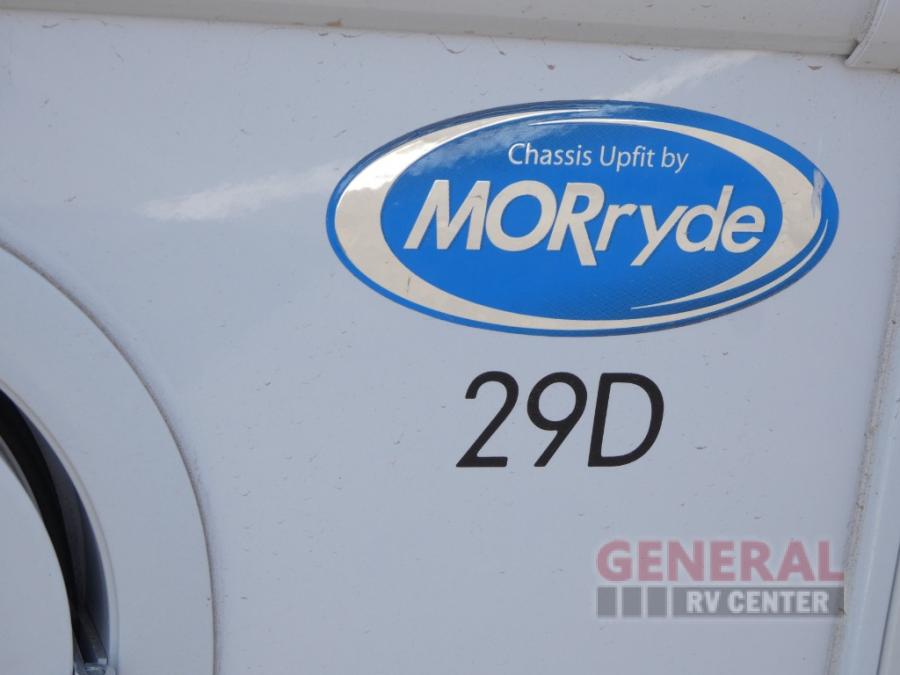 Chassis Upfit by
MORryde
29D
GENERAL
RV CENTER